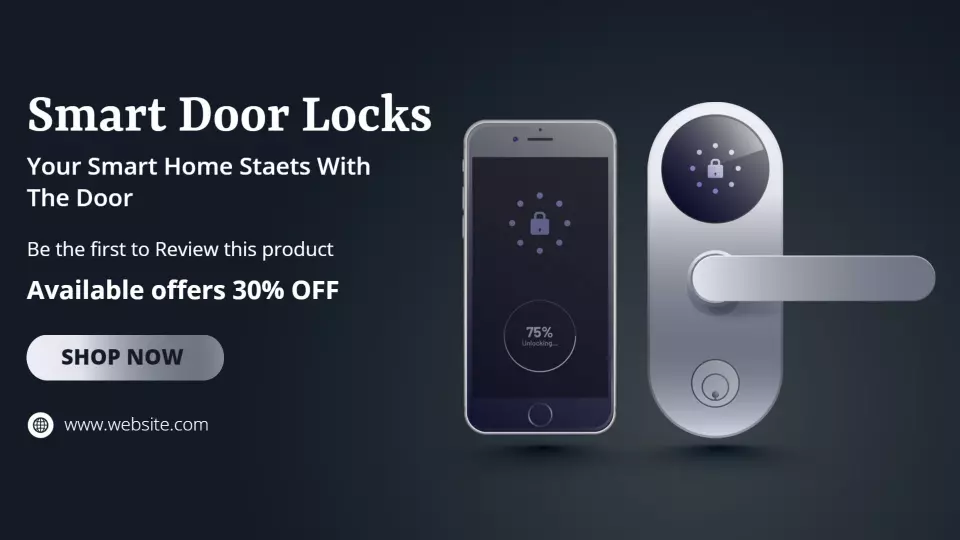 Smart Door Locks
Your Smart Home Staets With
The Door
Be the first to Review this product
Available offers 30% OFF
SHOP NOW
www.website.com
75%
Unlocking...